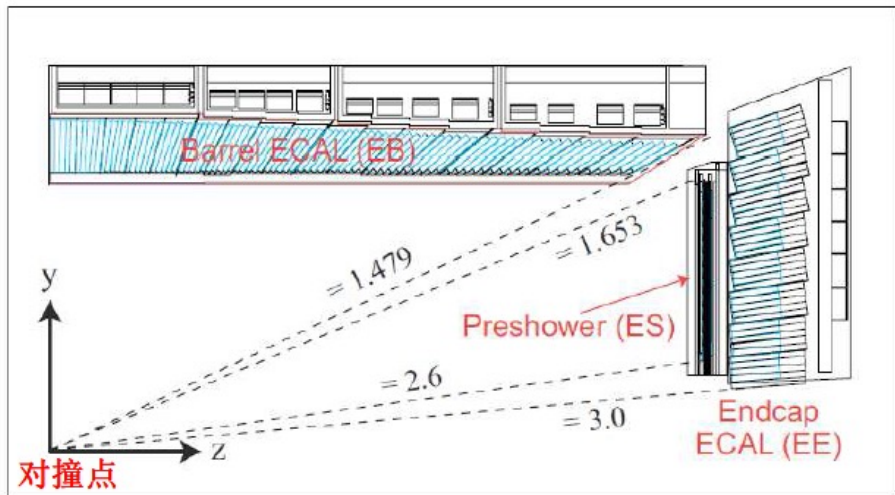 Barrel ECAL (EB)
= 1.479
= 1.653
y
Preshower (ES)
= 2.6
= 3.0
z
Endcap
ECAL (EE)
对撞点